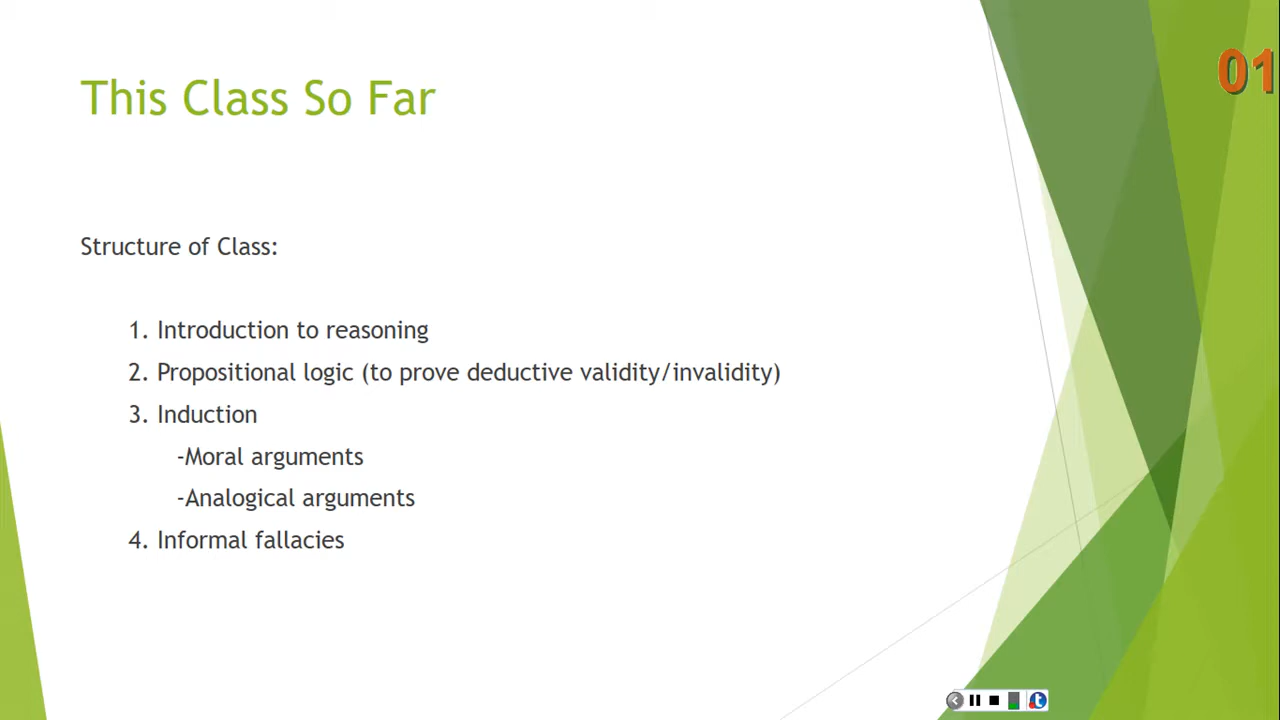 This Class So Far
01
Structure of Class:
1. Introduction to reasoning
2. Propositional logic (to prove deductive validity/invalidity)
3. Induction
-Moral arguments
-Analogical arguments
4. Informal fallacies
t